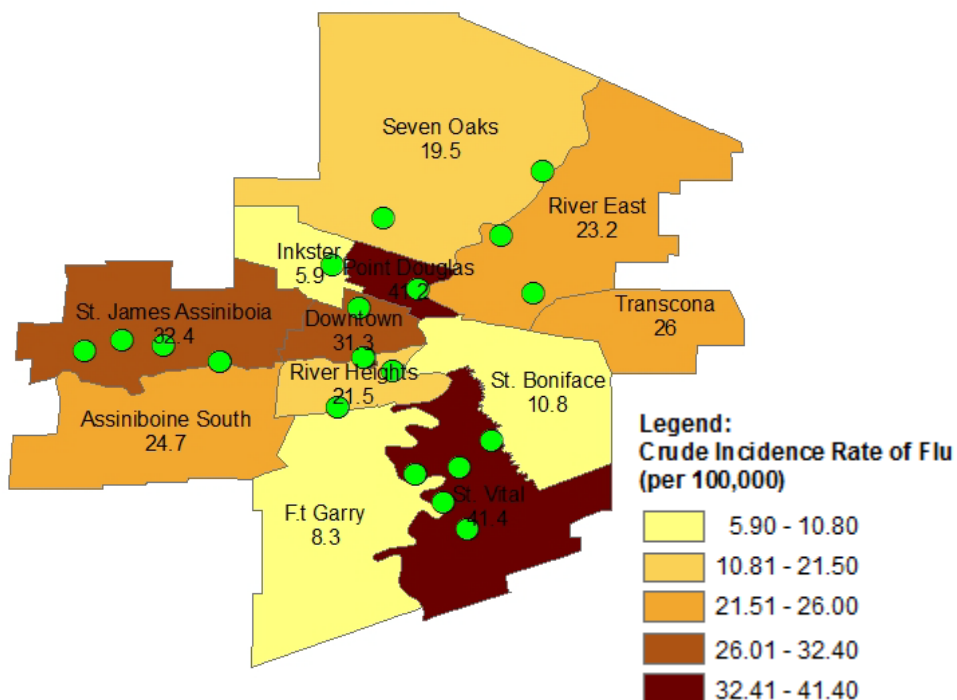 Seven Oaks
19.5
River East
23.2
Inkster
5.9
Point Douglas
41.2
St. James Assiniboia
32.4
Downtown
31.3
Transcona
26
River Heights
21.5
St. Boniface
10.8
Assiniboine South
24.7
F.t Garry
8.3
St. Vital
41.4
Legend:
Crude Incidence Rate of Flu
(per 100,000)
5.90 - 10.80
10.81 - 21.50
21.51 - 26.00
26.01 - 32.40
32.41 - 41.40